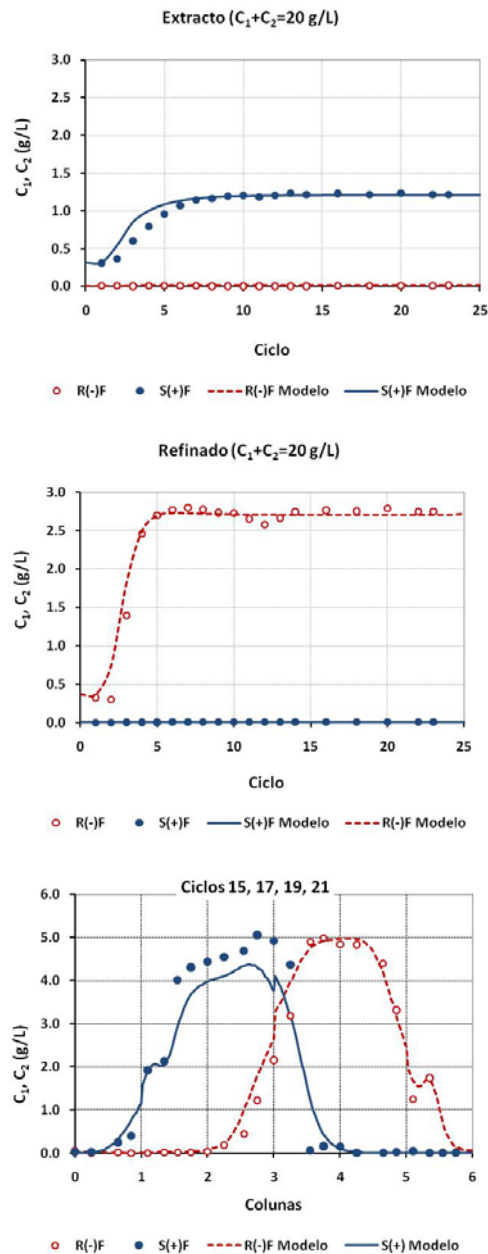 Extracto (C₁+C₂=20 g/L)
C₁, C₂ (g/L)
3.0
2.5
2.0
1.5
1.0
0.5
0.0
0 5 10 15 20 25
Ciclo
R(-)F S(+)F R(-)F Modelo S(+)F Modelo
Refinado (C₁+C₂=20 g/L)
C₁, C₂ (g/L)
3.0
2.5
2.0
1.5
1.0
0.5
0.0
0 5 10 15 20 25
Ciclo
R(-)F S(+)F S(+)F Modelo R(-)F Modelo
Ciclos 15, 17, 19, 21
C₁, C₂ (g/L)
6.0
5.0
4.0
3.0
2.0
1.0
0.0
0 1 2 3 4 5 6
Colunas
R(-)F S(+)F R(-)F Modelo S(+) Modelo